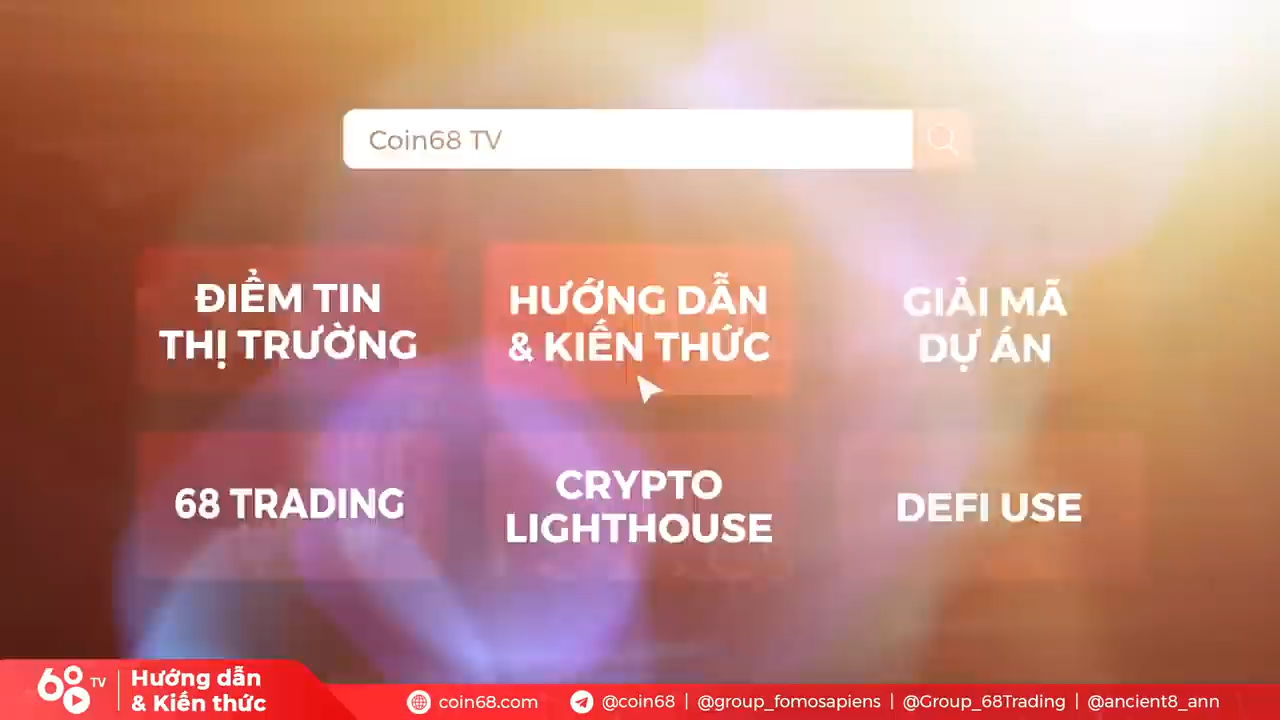 Coin68 TV
ĐIỂM TIN
THỊ TRƯỜNG
HƯỚNG DẪN
& KIẾN THỨC
GIẢI MÃ
DỰ ÁN
68 TRADING
CRYPTO
LIGHTHOUSE
DEFI USE
68 TV
Hướng dẫn
& Kiến thức
coin68.com
@coin68 | @group_fomosapiens | @Group_68Trading | @ancient8_ann